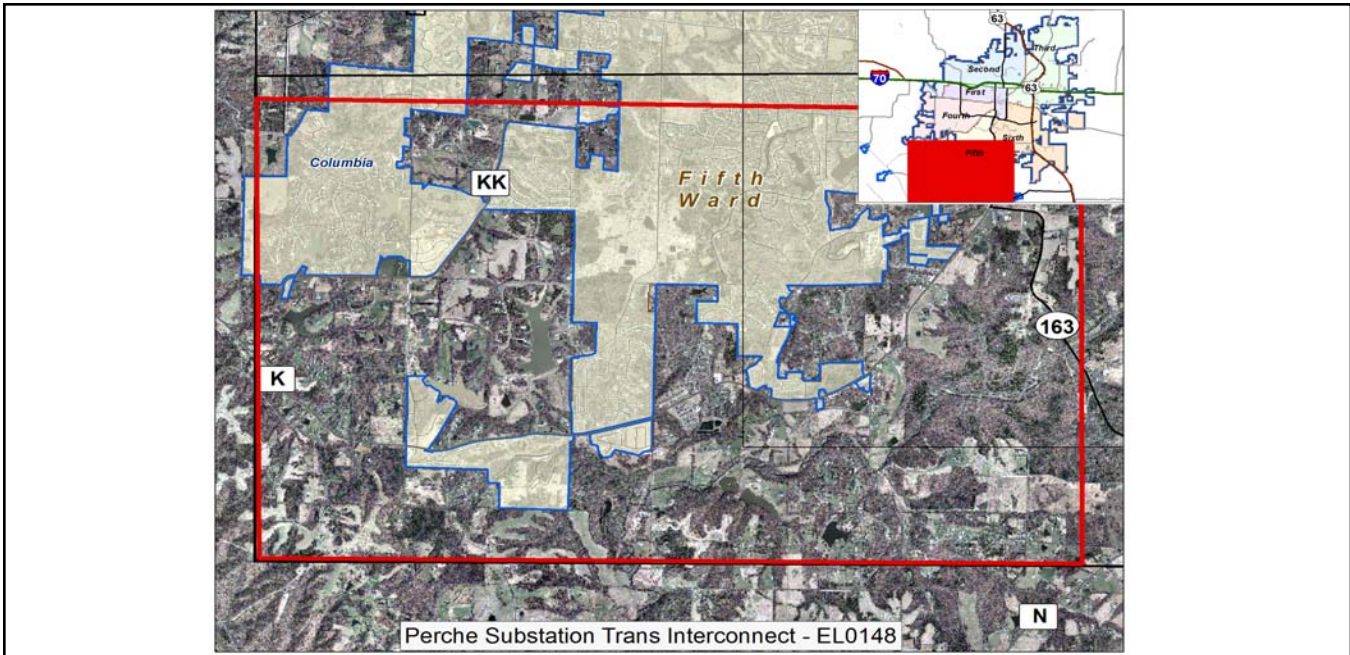 63
Third
Second
70
63
First
Fourth
Sixth
Fifth
Columbia
KK
Fifth
Ward
163
K
N
Perche Substation Trans Interconnect - EL0148